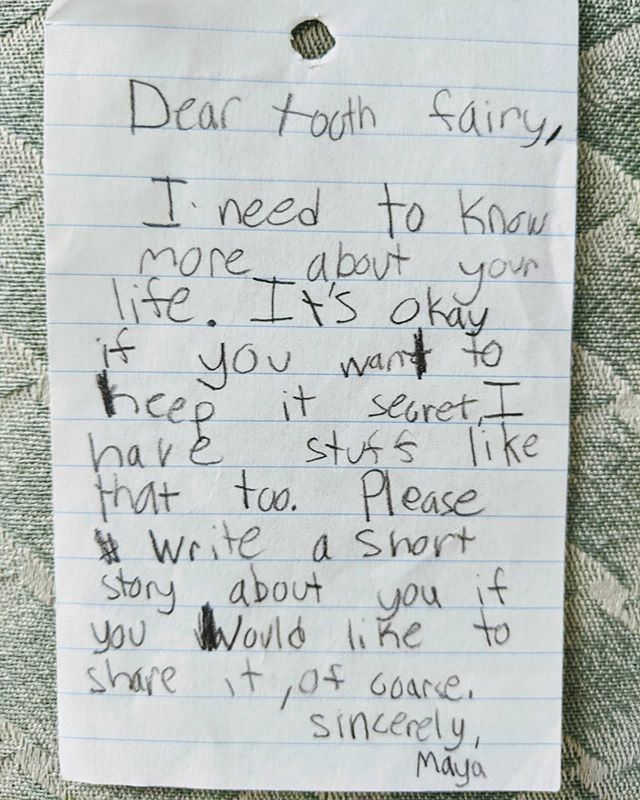 Dear tooth fairy,
I need to know
more about your
life. It's okay
if you want to
keep it secret, I
have stuff like
that too. Please
write a short
story about you if
you would like to
share it, of coarse.
sincerely,
Maya